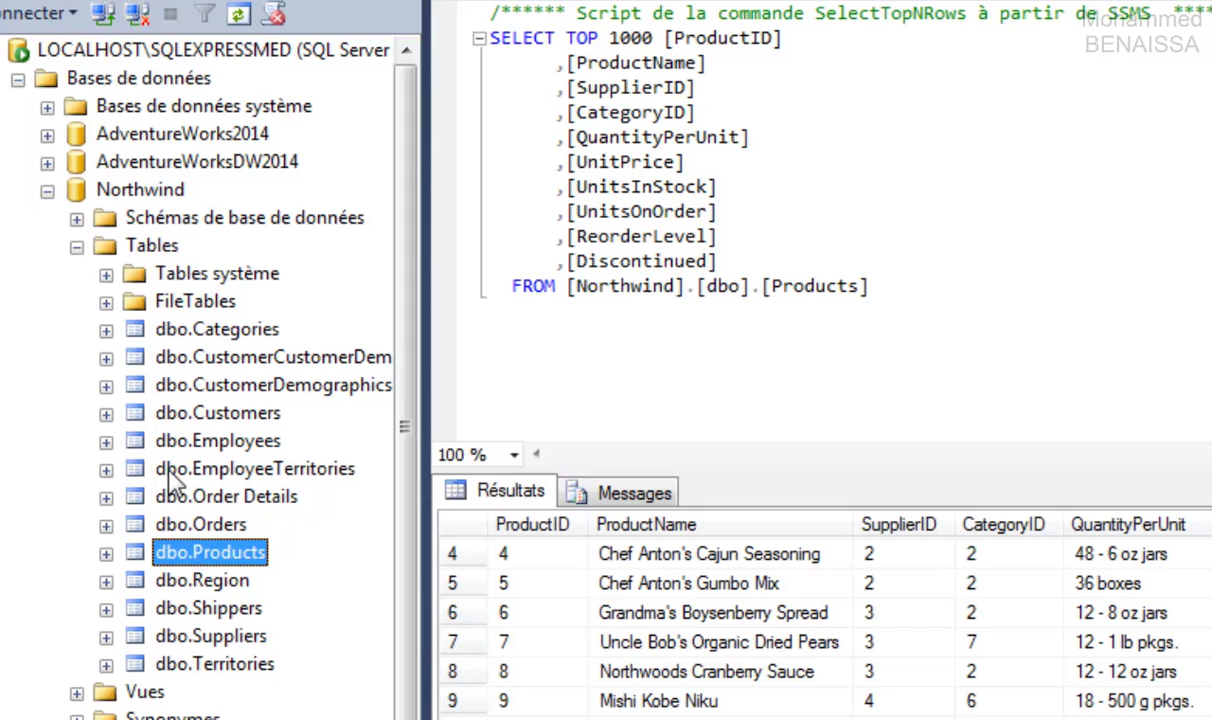 nnecter
LOCALHOST\SQLEXPRESSMED (SQL Server
Bases de données
Bases de données système
AdventureWorks2014
AdventureWorksDW2014
Northwind
Schémas de base de données
Tables
Tables système
FileTables
dbo.Categories
dbo.CustomerCustomerDem
dbo.CustomerDemographics
dbo.Customers
dbo.Employees
dbo.EmployeeTerritories
dbo.Order Details
dbo.Orders
dbo.Products
dbo.Region
dbo.Shippers
dbo.Suppliers
dbo.Territories
Vues
Synonymes
/****** Script de la commande SelectTopNRows à partir de SSMS ****
Mohammed
BENAISSA
SELECT TOP 1000 [ProductID]
,[ProductName]
,[SupplierID]
,[CategoryID]
,[QuantityPerUnit]
,[UnitPrice]
,[UnitsInStock]
,[UnitsOnOrder]
,[ReorderLevel]
,[Discontinued]
FROM [Northwind].[dbo].[Products]
100 %
Résultats Messages
ProductID ProductName SupplierID CategoryID QuantityPerUnit
4 4 Chef Anton's Cajun Seasoning 2 2 48 - 6 oz jars
5 5 Chef Anton's Gumbo Mix 2 2 36 boxes
6 6 Grandma's Boysenberry Spread 3 2 12 - 8 oz jars
7 7 Uncle Bob's Organic Dried Pears 3 7 12 - 1 lb pkgs.
8 8 Northwoods Cranberry Sauce 3 2 12 - 12 oz jars
9 9 Mishi Kobe Niku 4 6 18 - 500 g pkgs.